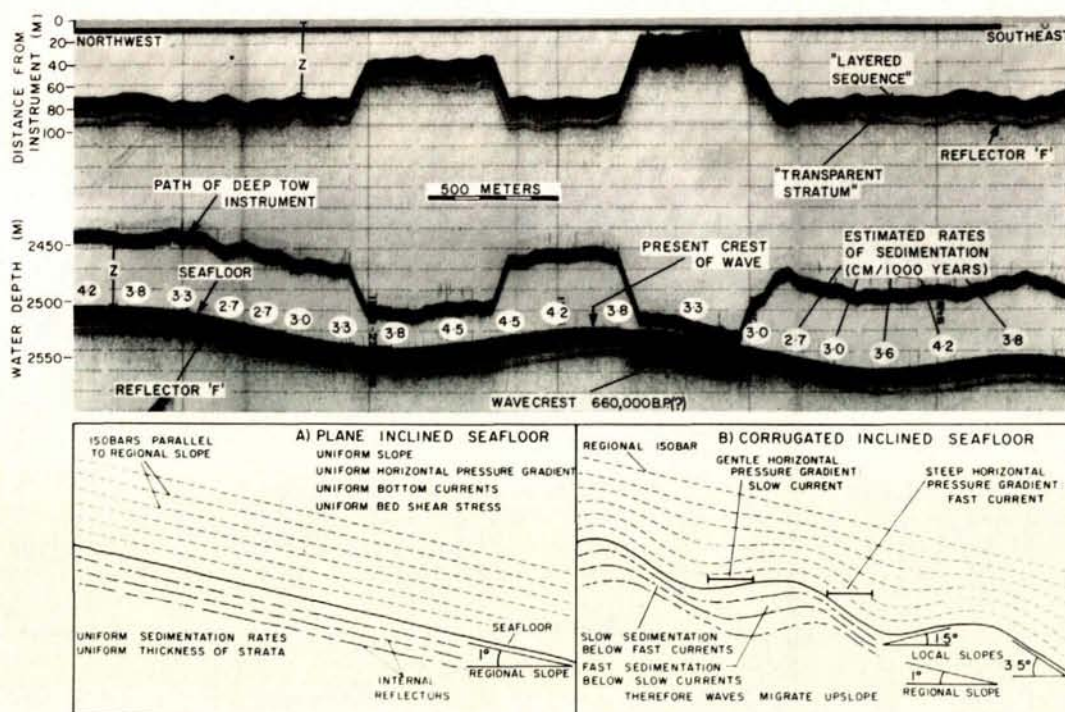 DISTANCE FROM
INSTRUMENT (M)
0
20
40
60
80
100
NORTHWEST
SOUTHEAST
Z
"LAYERED
SEQUENCE"
REFLECTOR 'F'
"TRANSPARENT
STRATUM"
PATH OF DEEP TOW
INSTRUMENT
500 METERS
WATER DEPTH (M)
2450
2500
2550
Z
SEAFLOOR
PRESENT CREST
OF WAVE
ESTIMATED RATES
OF SEDIMENTATION
(CM/1000 YEARS)
4·2 3·8 3·3 2·7 2·7 3·0 3·3 3·8 4·5 4·5 4·2 3·8 3·3 3·0 2·7 3·0 3·6 4·2 3·8
REFLECTOR 'F'
WAVECREST 660,000 B.P.(?)
A) PLANE INCLINED SEAFLOOR
UNIFORM SLOPE
UNIFORM HORIZONTAL PRESSURE GRADIENT
UNIFORM BOTTOM CURRENTS
UNIFORM BED SHEAR STRESS
ISOBARS PARALLEL
TO REGIONAL SLOPE
UNIFORM SEDIMENTATION RATES
UNIFORM THICKNESS OF STRATA
SEAFLOOR
1°
REGIONAL SLOPE
INTERNAL
REFLECTORS
B) CORRUGATED INCLINED SEAFLOOR
REGIONAL ISOBAR
GENTLE HORIZONTAL
PRESSURE GRADIENT:
SLOW CURRENT
STEEP HORIZONTAL
PRESSURE GRADIENT:
FAST CURRENT
SLOW SEDIMENTATION
BELOW FAST CURRENTS
FAST SEDIMENTATION
BELOW SLOW CURRENTS
THEREFORE WAVES MIGRATE UPSLOPE
1·5°
LOCAL SLOPES
3·5°
1°
REGIONAL SLOPE